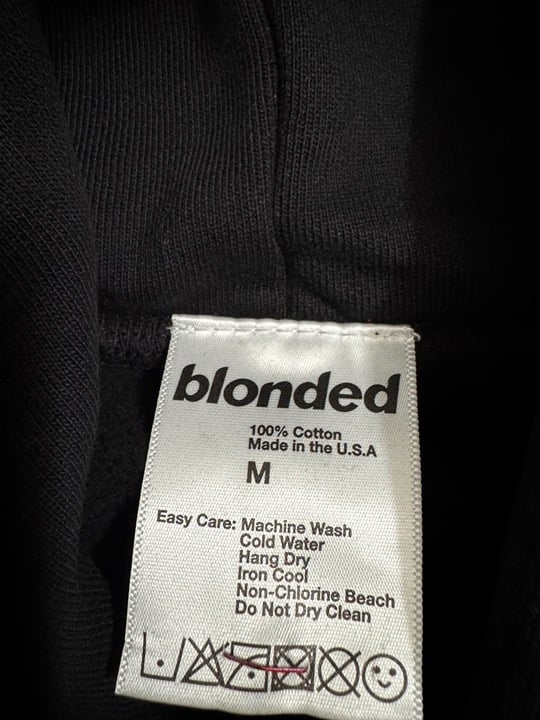 blonded
100% Cotton
Made in the U.S.A
M
Easy Care: Machine Wash
Cold Water
Hang Dry
Iron Cool
Non-Chlorine Beach
Do Not Dry Clean